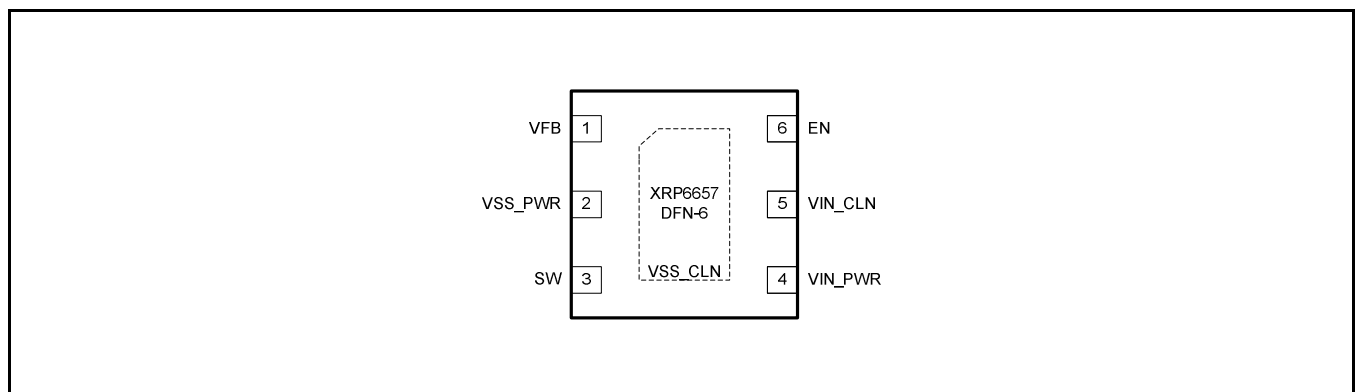 VFB 1 6 EN
XRP6657
DFN-6
VSS_PWR 2 5 VIN_CLN
VSS_CLN
SW 3 4 VIN_PWR